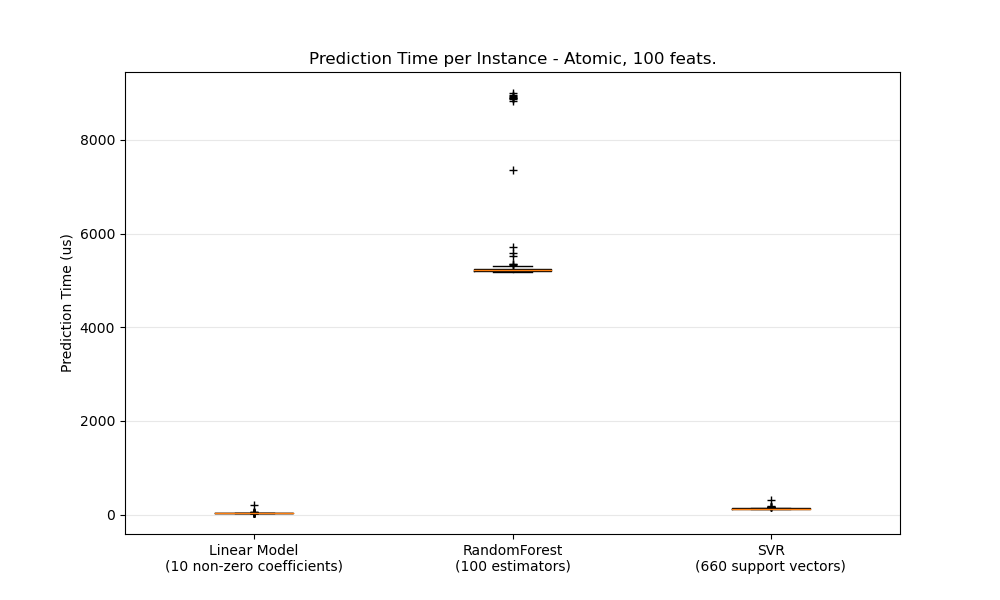 Prediction Time per Instance - Atomic, 100 feats.
Prediction Time (us)
8000
6000
4000
2000
0
Linear Model
(10 non-zero coefficients)
RandomForest
(100 estimators)
SVR
(660 support vectors)